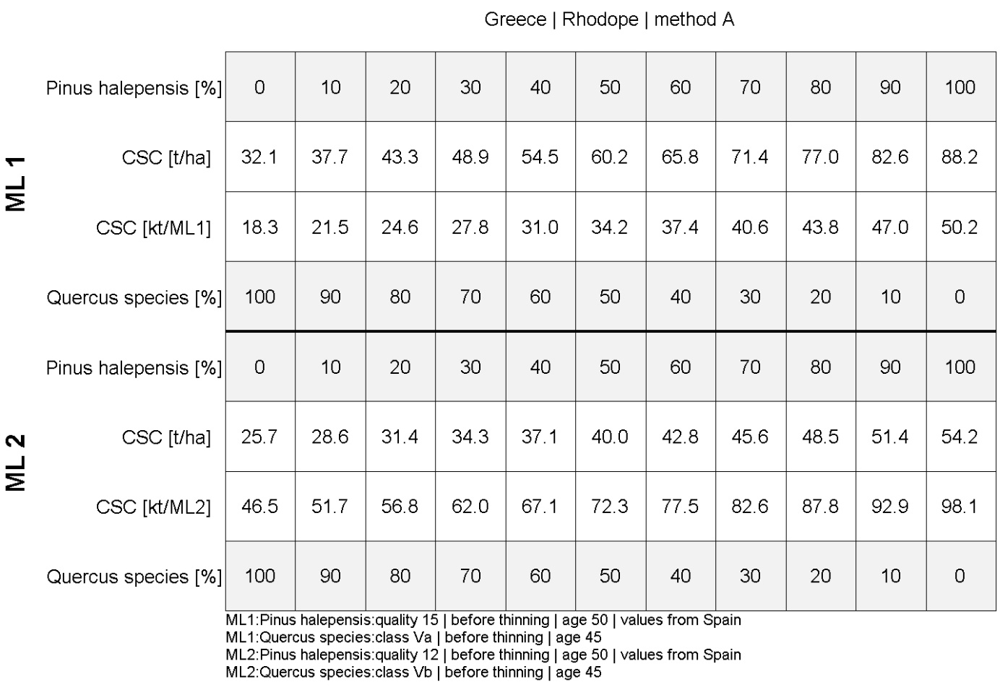 Greece | Rhodope | method A
ML 1
Pinus halepensis [%] 0 10 20 30 40 50 60 70 80 90 100
CSC [t/ha] 32.1 37.7 43.3 48.9 54.5 60.2 65.8 71.4 77.0 82.6 88.2
CSC [kt/ML1] 18.3 21.5 24.6 27.8 31.0 34.2 37.4 40.6 43.8 47.0 50.2
Quercus species [%] 100 90 80 70 60 50 40 30 20 10 0
ML 2
Pinus halepensis [%] 0 10 20 30 40 50 60 70 80 90 100
CSC [t/ha] 25.7 28.6 31.4 34.3 37.1 40.0 42.8 45.6 48.5 51.4 54.2
CSC [kt/ML2] 46.5 51.7 56.8 62.0 67.1 72.3 77.5 82.6 87.8 92.9 98.1
Quercus species [%] 100 90 80 70 60 50 40 30 20 10 0
ML1:Pinus halepensis:quality 15 | before thinning | age 50 | values from Spain
ML1:Quercus species:class Va | before thinning | age 45
ML2:Pinus halepensis:quality 12 | before thinning | age 50 | values from Spain
ML2:Quercus species:class Vb | before thinning | age 45